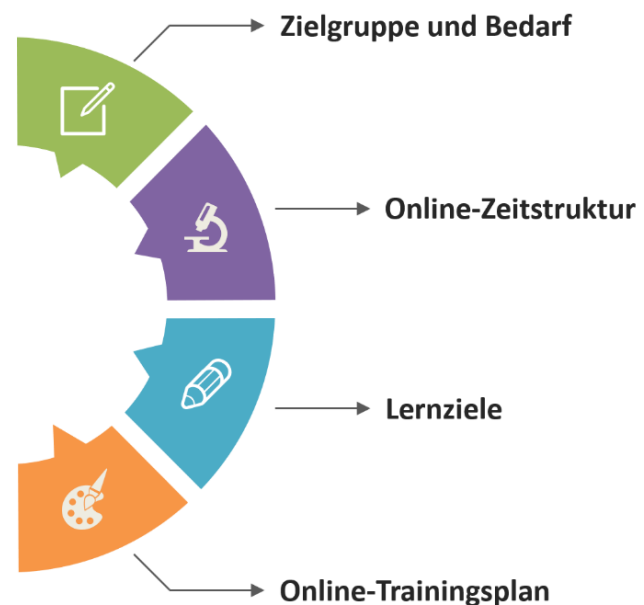 Zielgruppe und Bedarf
Online-Zeitstruktur
Lernziele
Online-Trainingsplan